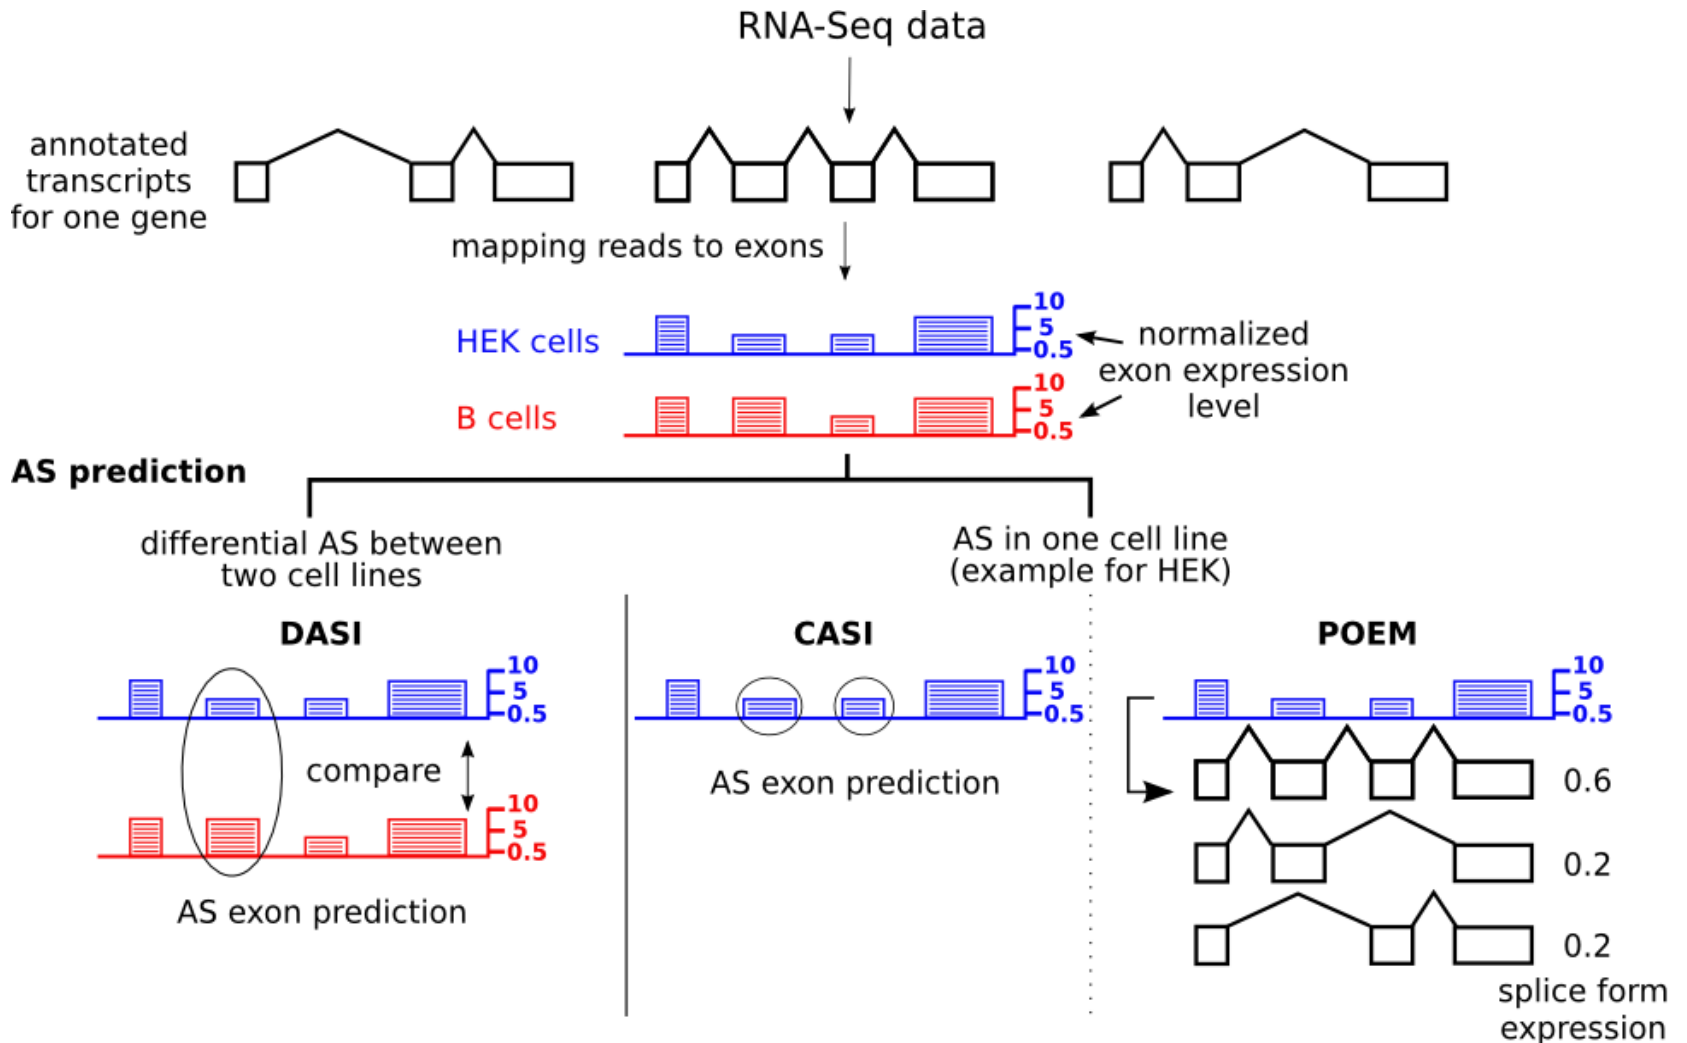 RNA-Seq data
annotated
transcripts
for one gene
mapping reads to exons
HEK cells
10
5
0.5
normalized
exon expression
level
B cells
10
5
0.5
AS prediction
differential AS between
two cell lines
AS in one cell line
(example for HEK)
DASI
10
5
0.5
compare
10
5
0.5
AS exon prediction
CASI
10
5
0.5
AS exon prediction
POEM
10
5
0.5
0.6
0.2
0.2
splice form
expression